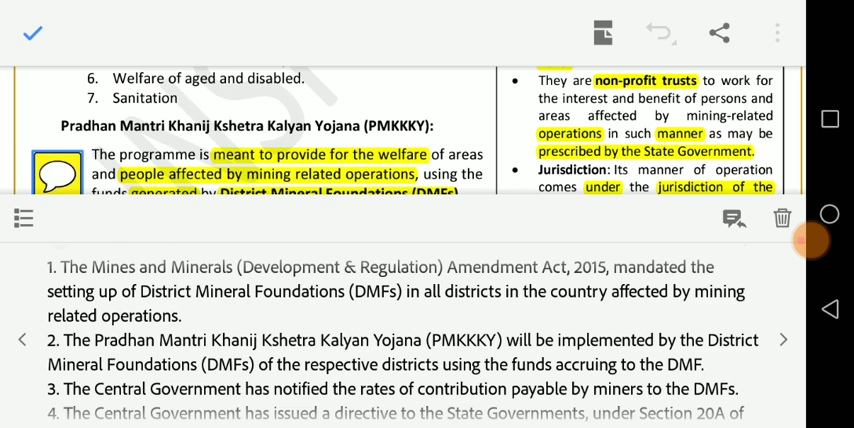 6. Welfare of aged and disabled.
7. Sanitation
Pradhan Mantri Khanij Kshetra Kalyan Yojana (PMKKKY):
The programme is meant to provide for the welfare of areas
and people affected by mining related operations, using the
funds generated by District Mineral Foundations (DMFs)
• They are non-profit trusts to work for
the interest and benefit of persons and
areas affected by mining-related
operations in such manner as may be
prescribed by the State Government.
• Jurisdiction: Its manner of operation
comes under the jurisdiction of the
1. The Mines and Minerals (Development & Regulation) Amendment Act, 2015, mandated the
setting up of District Mineral Foundations (DMFs) in all districts in the country affected by mining
related operations.
2. The Pradhan Mantri Khanij Kshetra Kalyan Yojana (PMKKKY) will be implemented by the District
Mineral Foundations (DMFs) of the respective districts using the funds accruing to the DMF.
3. The Central Government has notified the rates of contribution payable by miners to the DMFs.
4. The Central Government has issued a directive to the State Governments, under Section 20A of